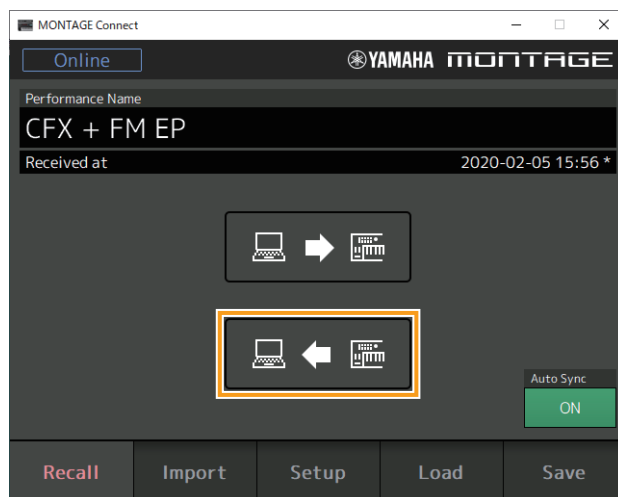 MONTAGE Connect
Online
YAMAHA MONTAGE
Performance Name
CFX + FM EP
Received at 2020-02-05 15:56 *
Auto Sync
ON
Recall Import Setup Load Save